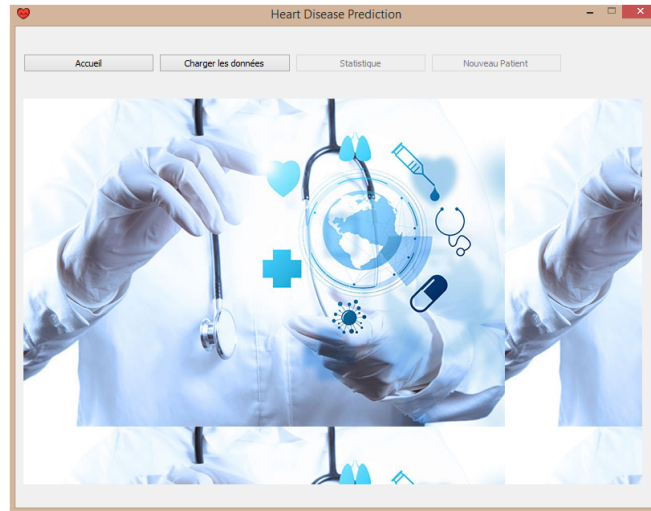 Heart Disease Prediction
Accueil
Charger les données
Statistique
Nouveau Patient